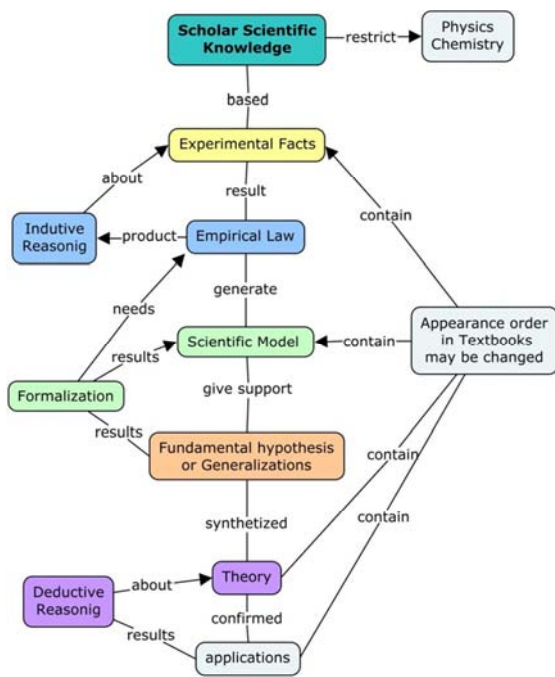 Scholar Scientific
Knowledge
restrict
Physics
Chemistry
based
Experimental Facts
about
result
contain
Indutive
Reasonig
product
Empirical Law
needs
generate
Appearance order
in Textbooks
may be changed
Scientific Model
contain
results
Formalization
give support
results
Fundamental hypothesis
or Generalizations
contain
contain
synthetized
Theory
about
Deductive
Reasonig
confirmed
results
applications